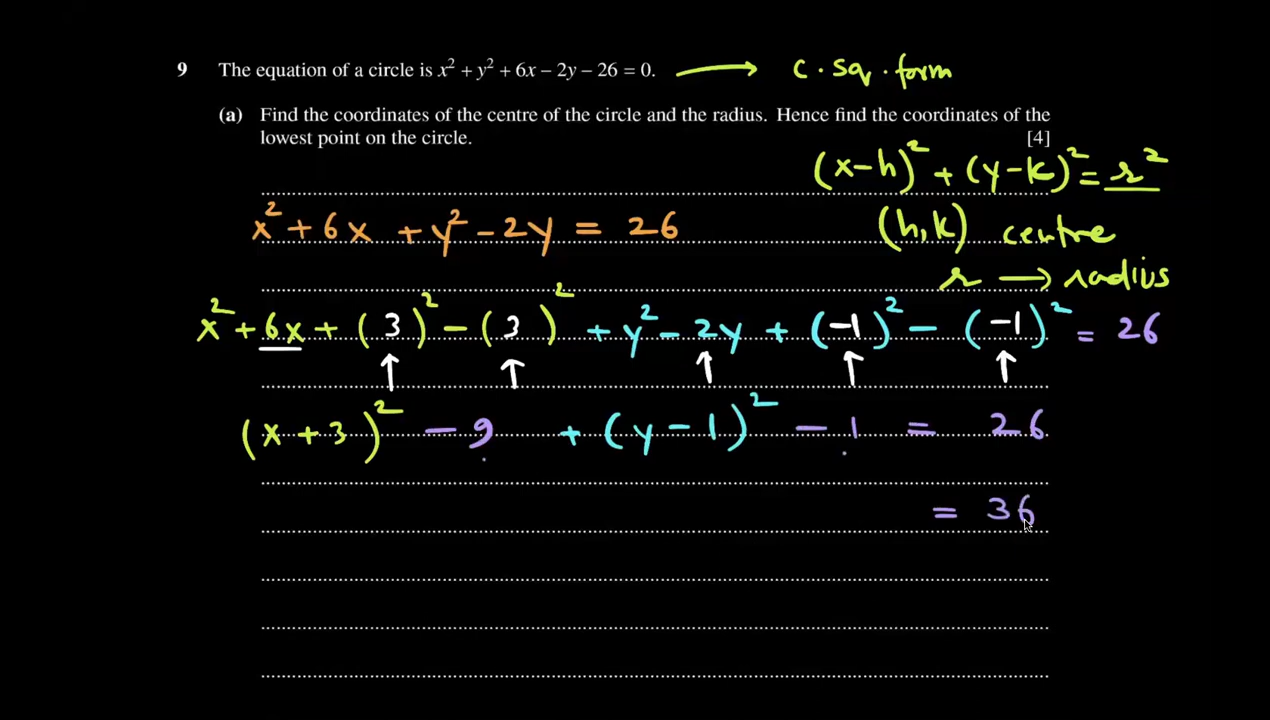 9 The equation of a circle is x² + y² + 6x − 2y − 26 = 0. ⟶ C. Sq. form
(a) Find the coordinates of the centre of the circle and the radius. Hence find the coordinates of the
lowest point on the circle. [4]
(x−h)² + (y−k)² = r²
x² + 6x + y² − 2y = 26
(h,k) centre
r ⟶ radius
x² + 6x + (3)² − (3)² + y² − 2y + (−1)² − (−1)² = 26
↑ ↑ ↑ ↑ ↑
(x + 3)² − 9 + (y − 1)² − 1 = 26
= 36